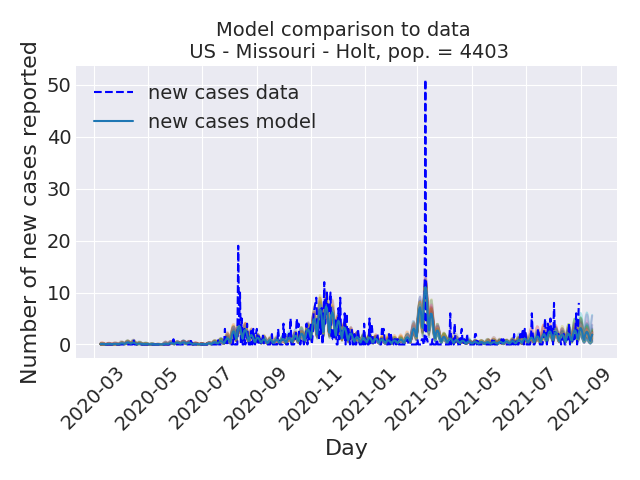 Model comparison to data
US - Missouri - Holt, pop. = 4403
Number of new cases reported
50
40
30
20
10
0
new cases data
new cases model
2020-03
2020-05
2020-07
2020-09
2020-11
2021-01
2021-03
2021-05
2021-07
2021-09
Day